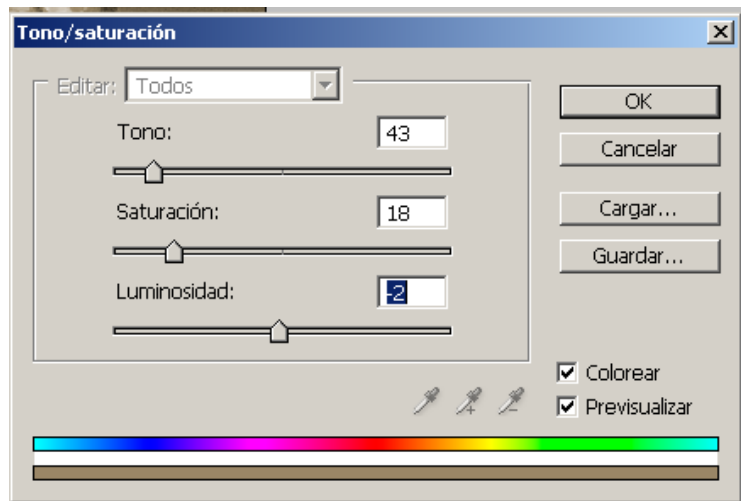 Tono/saturación
Editar: Todos
Tono: 43
Saturación: 18
Luminosidad: -2
OK
Cancelar
Cargar...
Guardar...
Colorear
Previsualizar